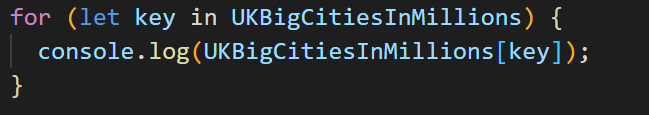 for (let key in UKBigCitiesInMillions) {
  console.log(UKBigCitiesInMillions[key]);
}